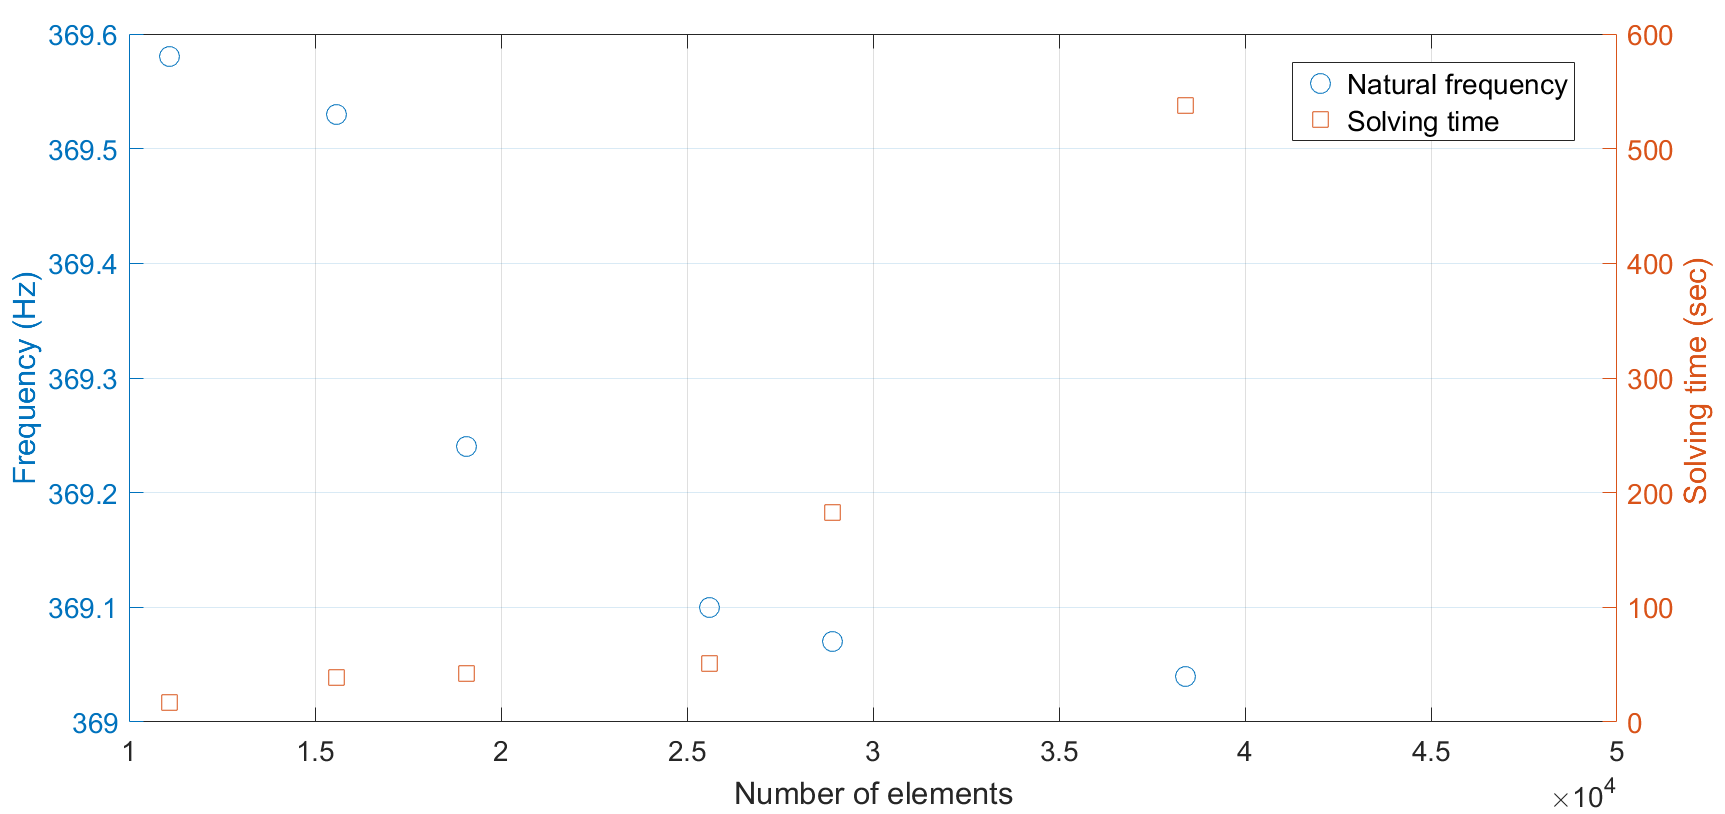 369.6
369.5
369.4
369.3
369.2
369.1
369
Frequency (Hz)
600
500
400
300
200
100
0
Solving time (sec)
Natural frequency
Solving time
1 1.5 2 2.5 3 3.5 4 4.5 5
×10⁴
Number of elements